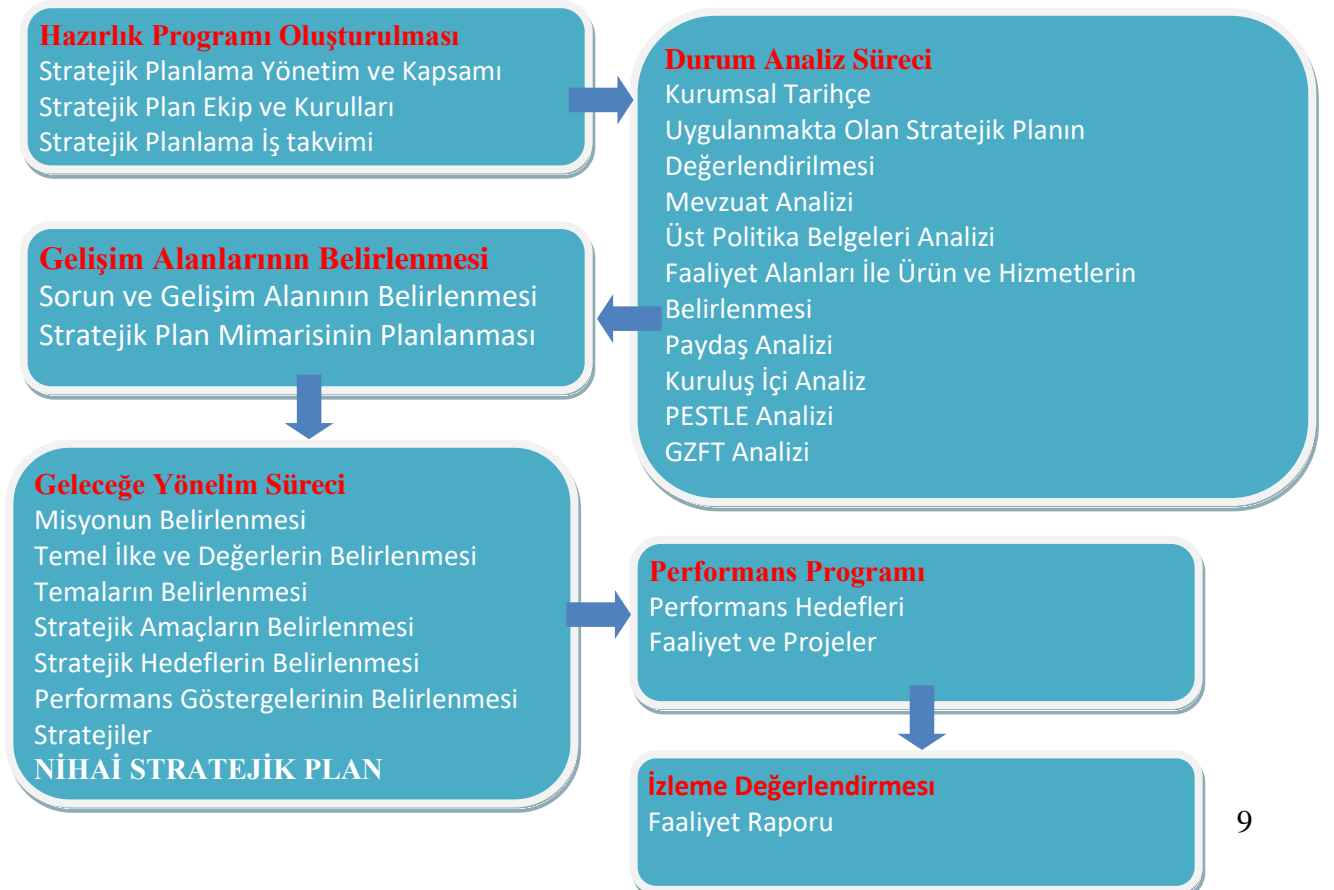 Hazırlık Programı Oluşturulması
Stratejik Planlama Yönetim ve Kapsamı
Stratejik Plan Ekip ve Kurulları
Stratejik Planlama İş takvimi
Durum Analiz Süreci
Kurumsal Tarihçe
Uygulanmakta Olan Stratejik Planın
Değerlendirilmesi
Mevzuat Analizi
Üst Politika Belgeleri Analizi
Faaliyet Alanları İle Ürün ve Hizmetlerin
Belirlenmesi
Paydaş Analizi
Kuruluş İçi Analiz
PESTLE Analizi
GZFT Analizi
Gelişim Alanlarının Belirlenmesi
Sorun ve Gelişim Alanının Belirlenmesi
Stratejik Plan Mimarisinin Planlanması
Geleceğe Yönelim Süreci
Misyonun Belirlenmesi
Temel İlke ve Değerlerin Belirlenmesi
Temaların Belirlenmesi
Stratejik Amaçların Belirlenmesi
Stratejik Hedeflerin Belirlenmesi
Performans Göstergelerinin Belirlenmesi
Stratejiler
NİHAİ STRATEJİK PLAN
Performans Programı
Performans Hedefleri
Faaliyet ve Projeler
İzleme Değerlendirmesı
Faaliyet Raporu
9